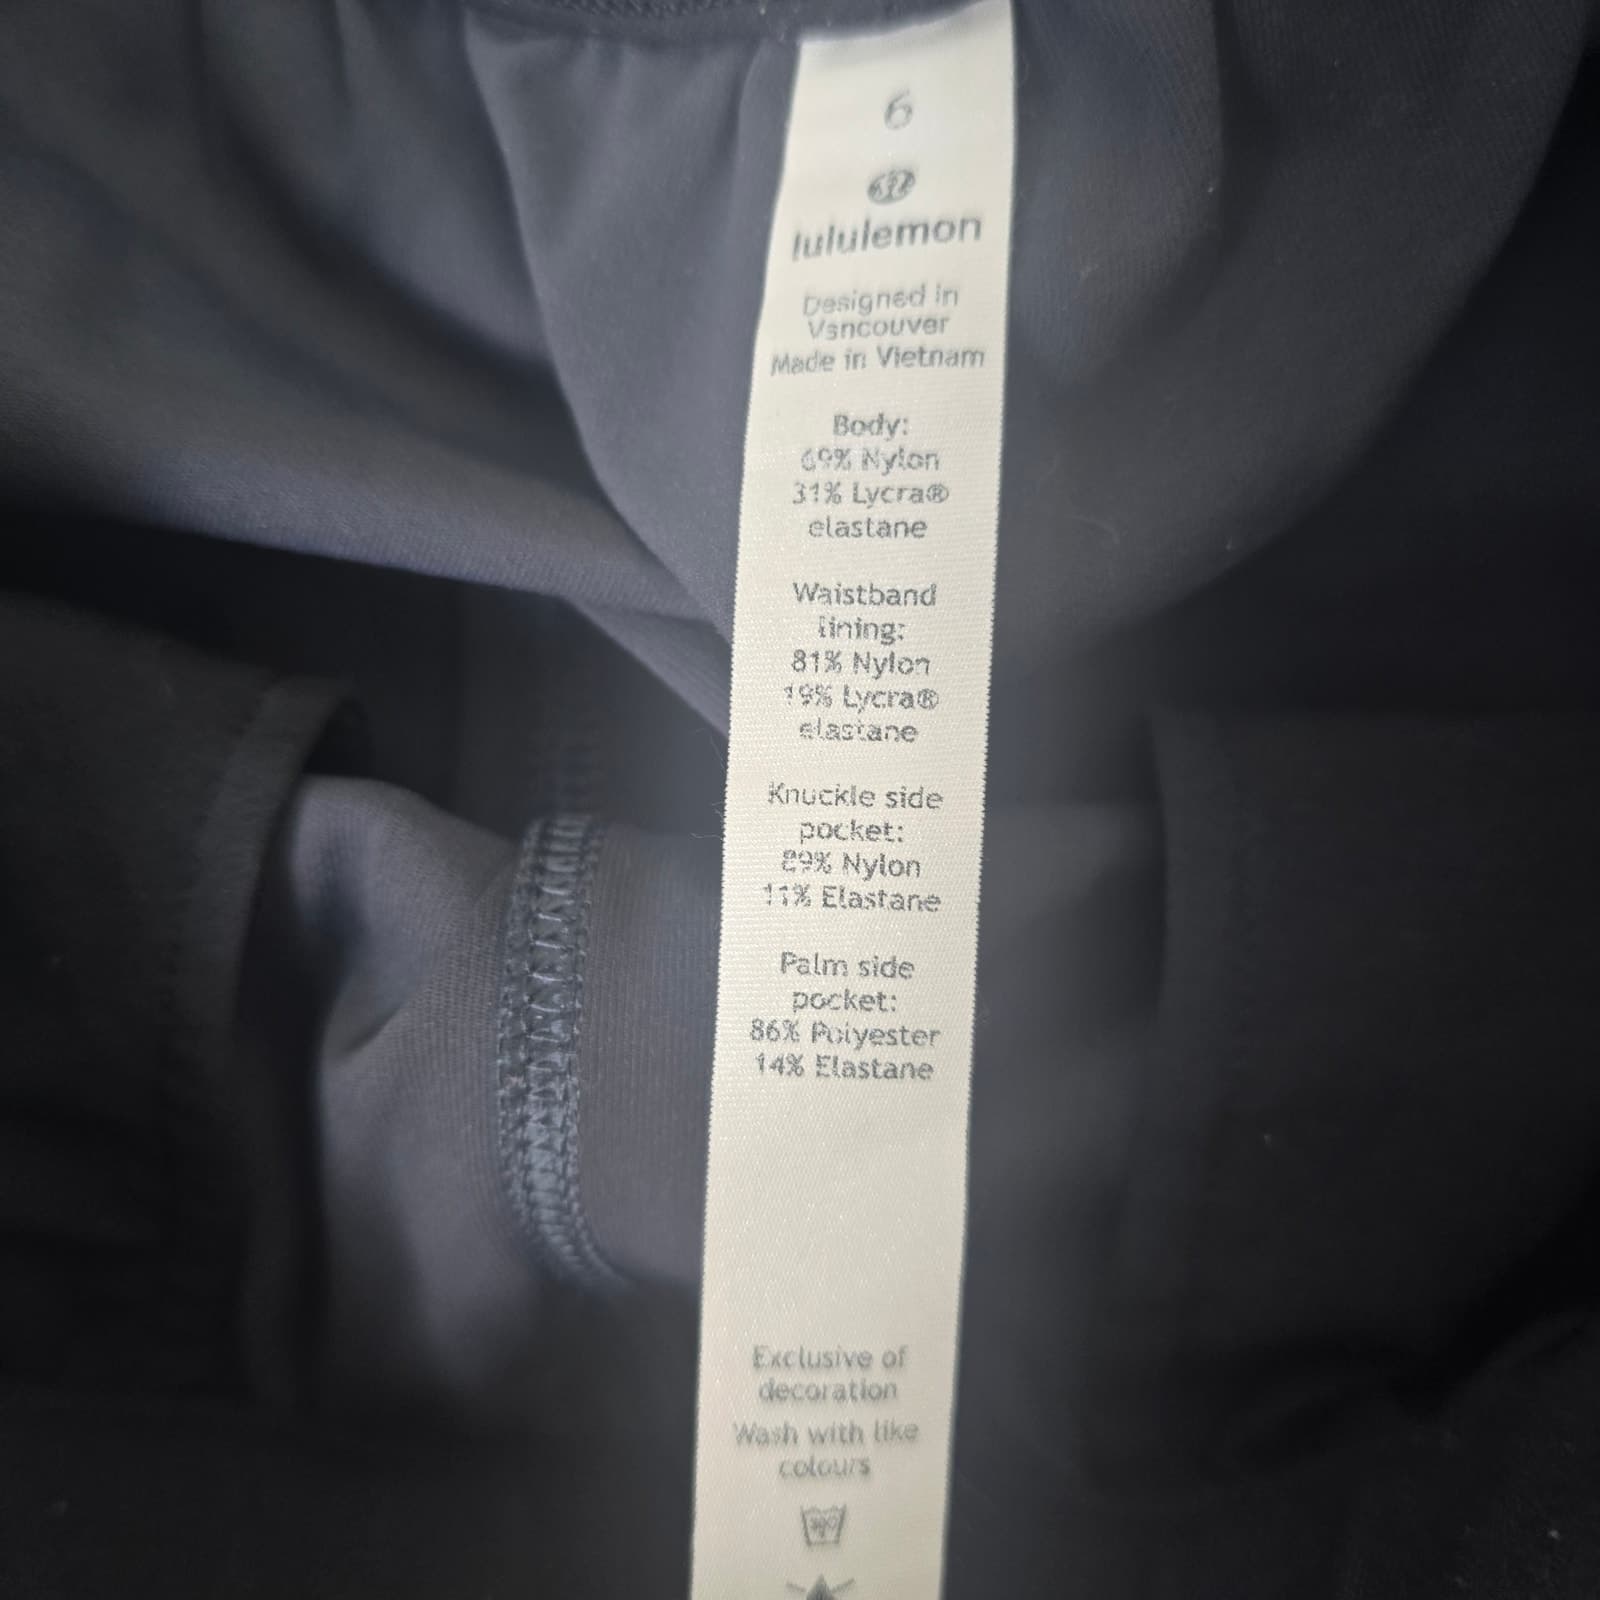 6
lululemon
Designed in
Vancouver
Made in Vietnam
Body:
69% Nylon
31% Lycra®
elastane
Waistband
lining:
81% Nylon
19% Lycra®
elastane
Knuckle side
pocket:
89% Nylon
11% Elastane
Palm side
pocket:
86% Polyester
14% Elastane
Exclusive of
decoration
Wash with like
colours